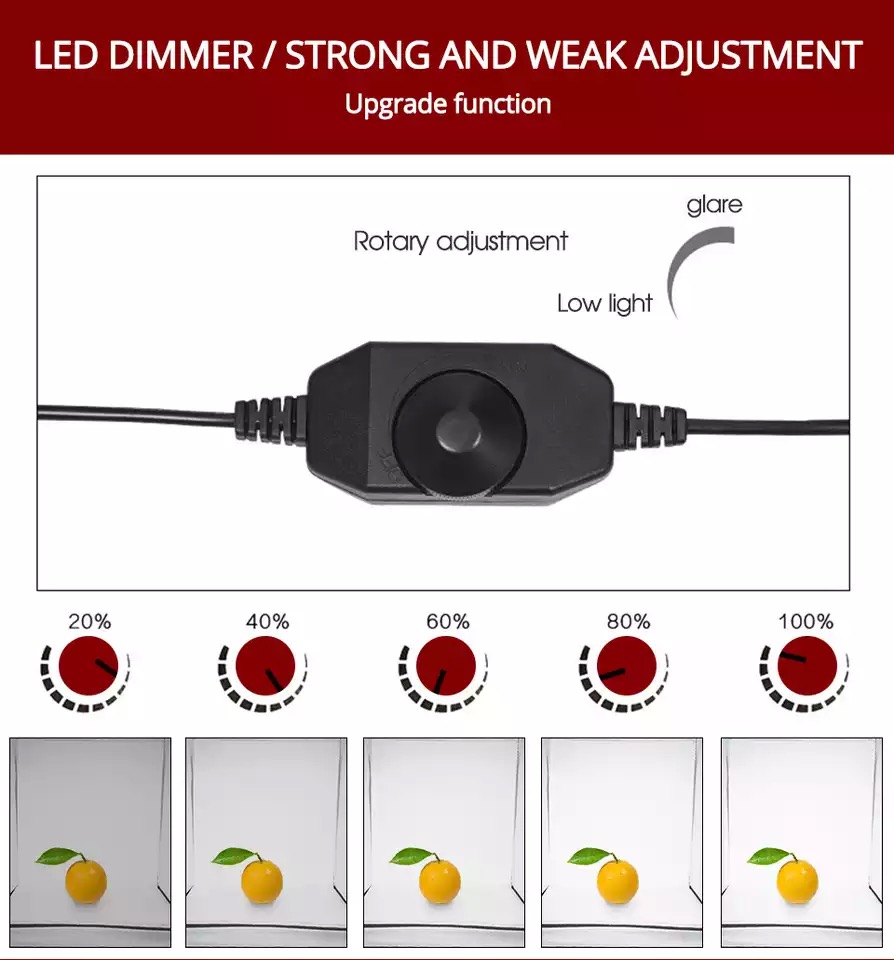 LED DIMMER / STRONG AND WEAK ADJUSTMENT
Upgrade function
glare
Rotary adjustment
Low light
20% 40% 60% 80% 100%